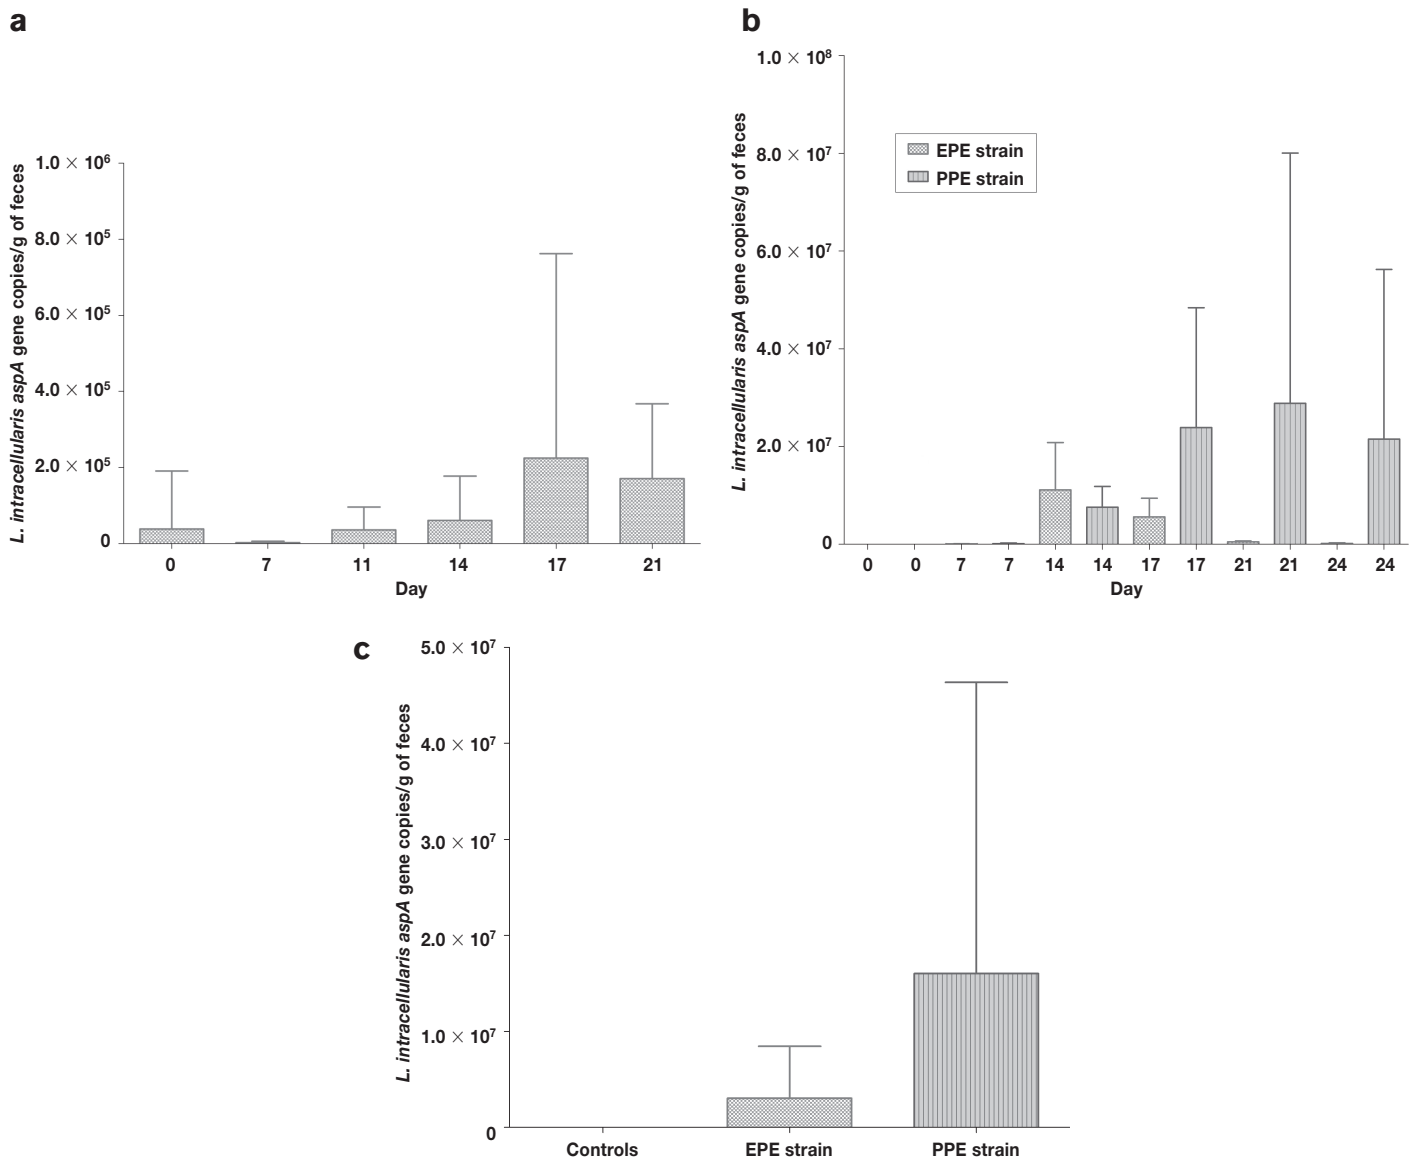 a
L. intracellularis aspA gene copies/g of feces
1.0 × 10⁶
8.0 × 10⁵
6.0 × 10⁵
4.0 × 10⁵
2.0 × 10⁵
0
0 7 11 14 17 21
Day
b
L. intracellularis aspA gene copies/g of feces
1.0 × 10⁸
8.0 × 10⁷
6.0 × 10⁷
4.0 × 10⁷
2.0 × 10⁷
0
EPE strain
PPE strain
0 0 7 7 14 14 17 17 21 21 24 24
Day
c
L. intracellularis aspA gene copies/g of feces
5.0 × 10⁷
4.0 × 10⁷
3.0 × 10⁷
2.0 × 10⁷
1.0 × 10⁷
0
Controls EPE strain PPE strain